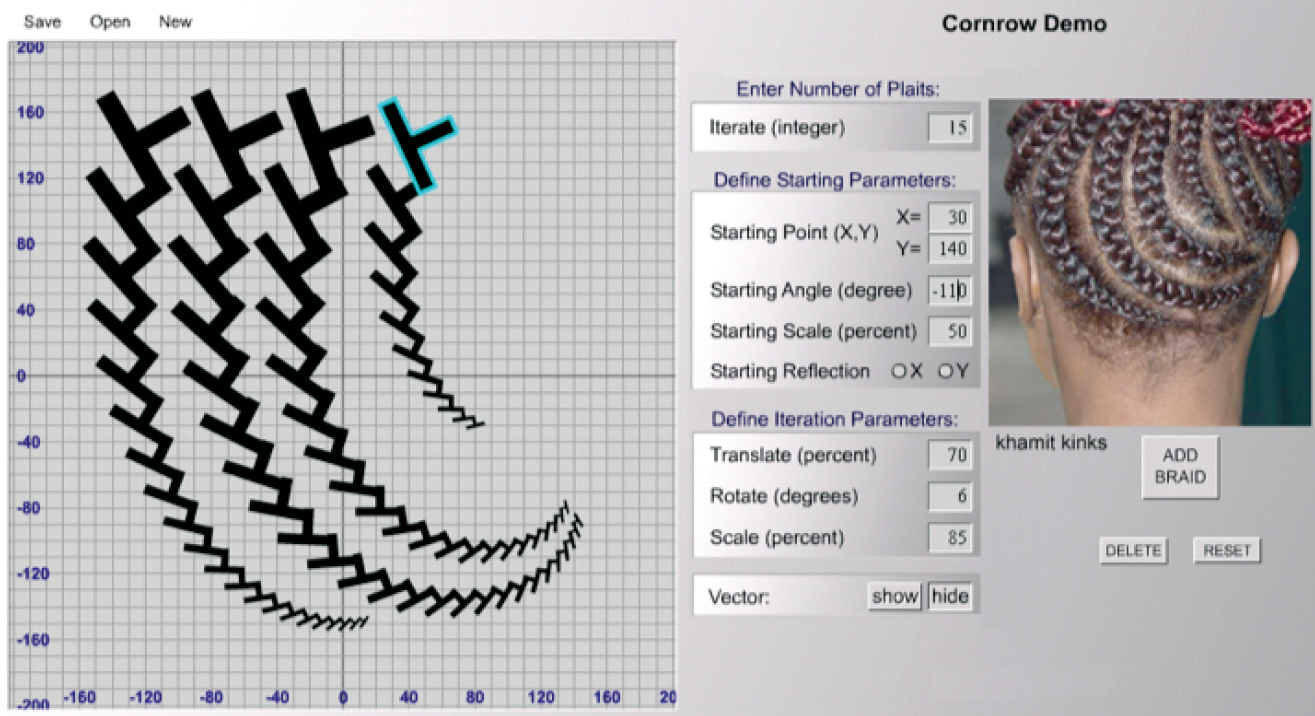 Save Open New
Cornrow Demo
200
160
120
80
40
0
-40
-80
-120
-160
-200 -160 -120 -80 -40 0 40 80 120 160 20
Enter Number of Plaits:
Iterate (integer) 15
Define Starting Parameters:
Starting Point (X,Y) X= 30
Y= 140
Starting Angle (degree) -110
Starting Scale (percent) 50
Starting Reflection X Y
Define Iteration Parameters:
Translate (percent) 70
Rotate (degrees) 6
Scale (percent) 85
Vector: show hide
khamit kinks
ADD
BRAID
DELETE RESET